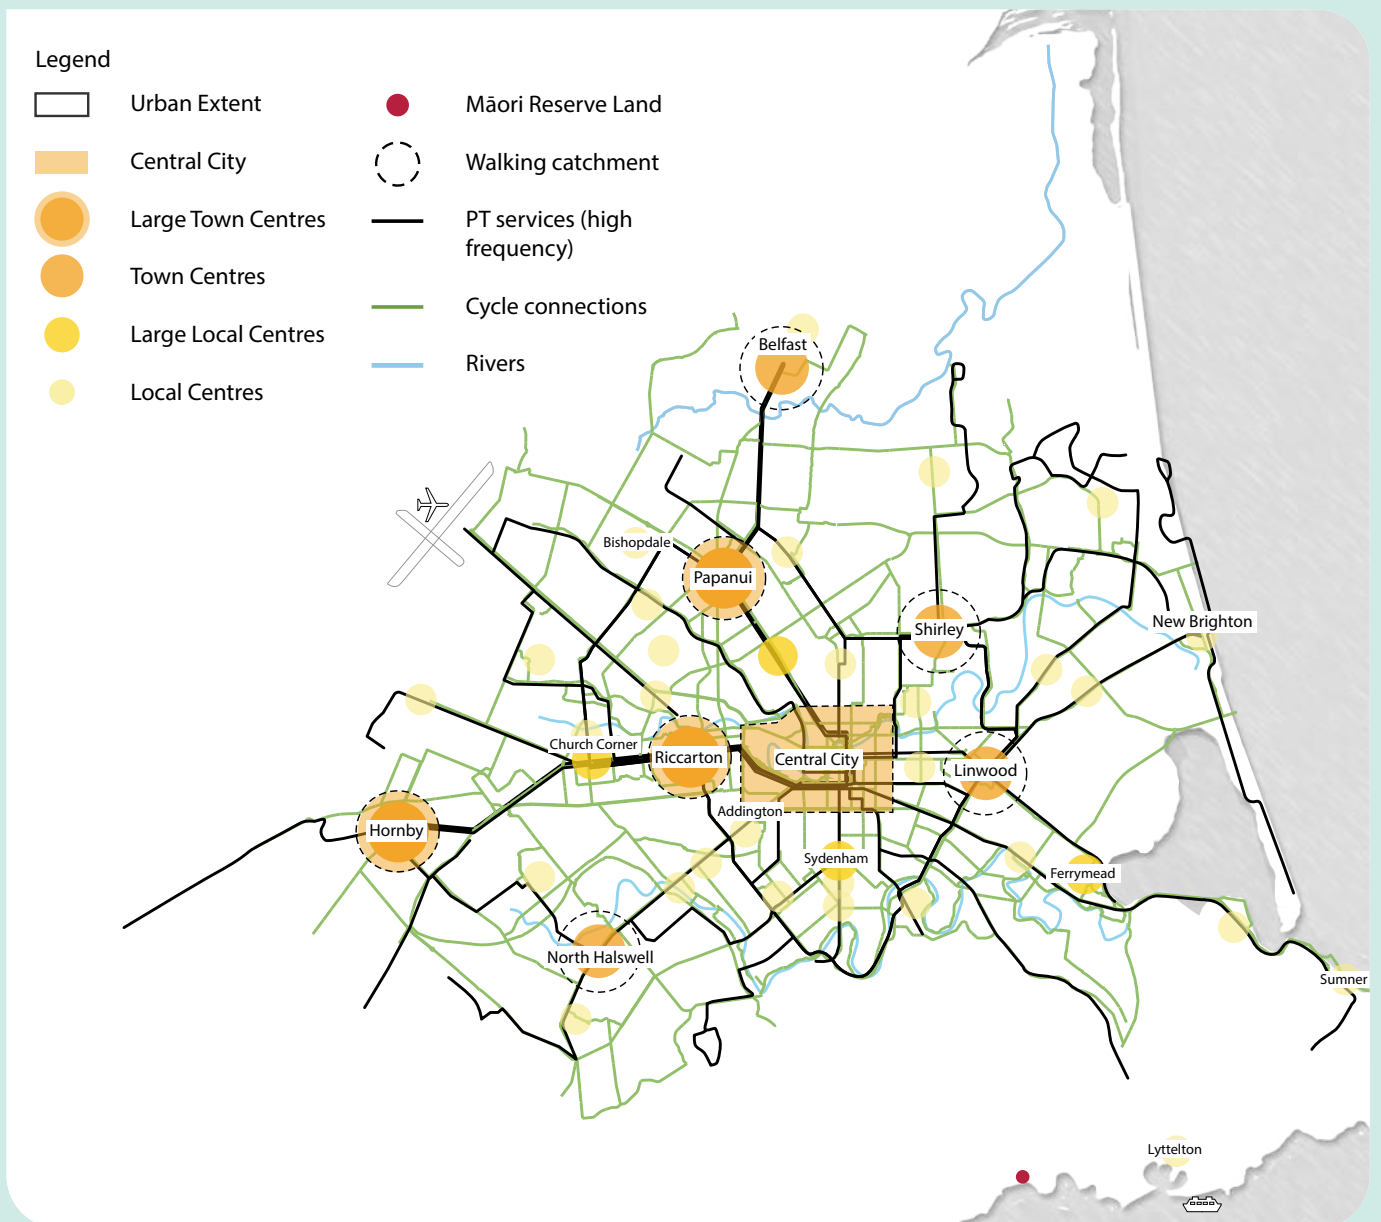 Legend
Urban Extent
Central City
Large Town Centres
Town Centres
Large Local Centres
Local Centres
Māori Reserve Land
Walking catchment
PT services (high
frequency)
Cycle connections
Rivers
Belfast
Bishopdale
Papanui
Shirley
New Brighton
Church Corner
Riccarton
Central City
Linwood
Addington
Hornby
Sydenham
Ferrymead
North Halswell
Sumner
Lyttelton